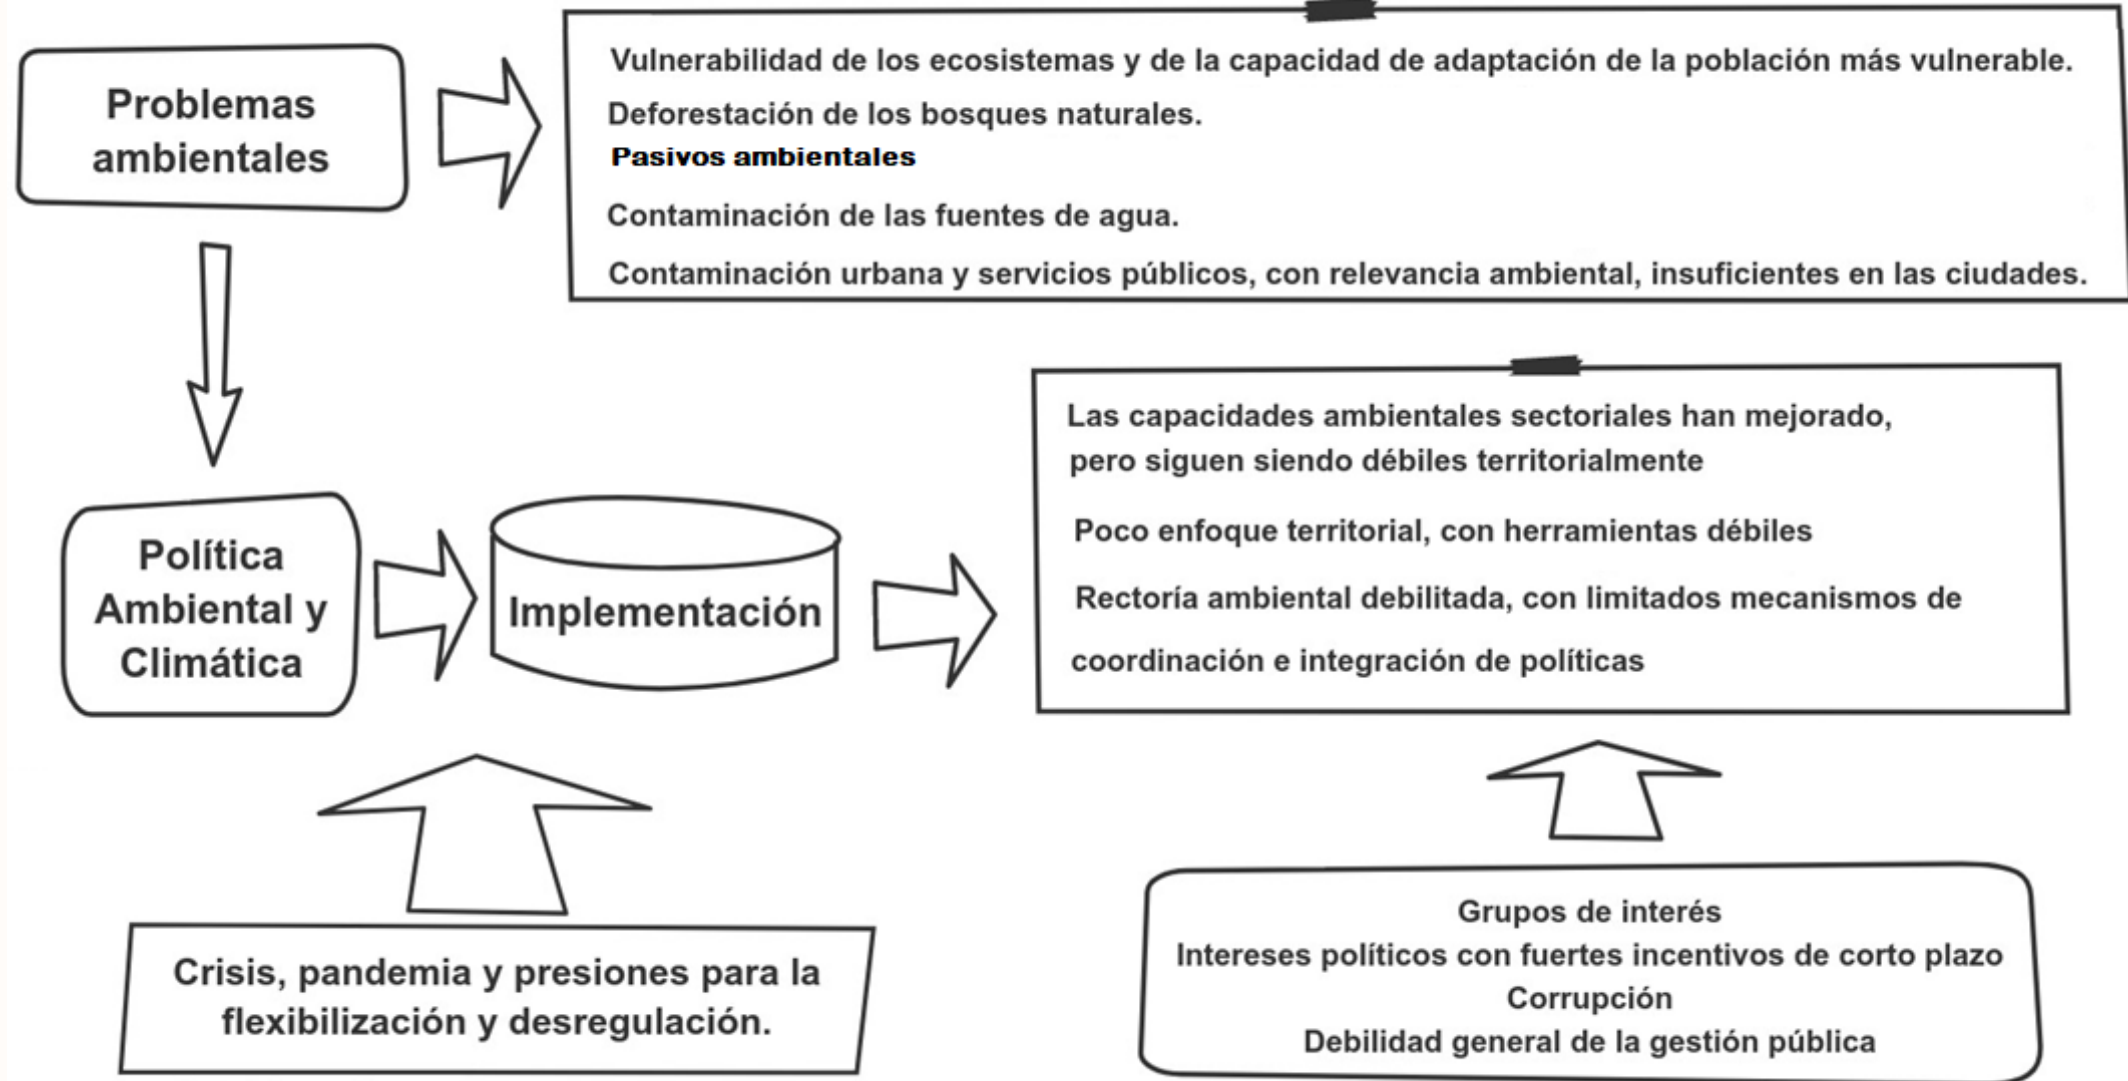 Problemas
ambientales
Vulnerabilidad de los ecosistemas y de la capacidad de adaptación de la población más vulnerable.
Deforestación de los bosques naturales.
Pasivos ambientales
Contaminación de las fuentes de agua.
Contaminación urbana y servicios públicos, con relevancia ambiental, insuficientes en las ciudades.
Política
Ambiental y
Climática
Implementación
Las capacidades ambientales sectoriales han mejorado,
pero siguen siendo débiles territorialmente
Poco enfoque territorial, con herramientas débiles
Rectoría ambiental debilitada, con limitados mecanismos de
coordinación e integración de políticas
Crisis, pandemia y presiones para la
flexibilización y desregulación.
Grupos de interés
Intereses políticos con fuertes incentivos de corto plazo
Corrupción
Debilidad general de la gestión pública